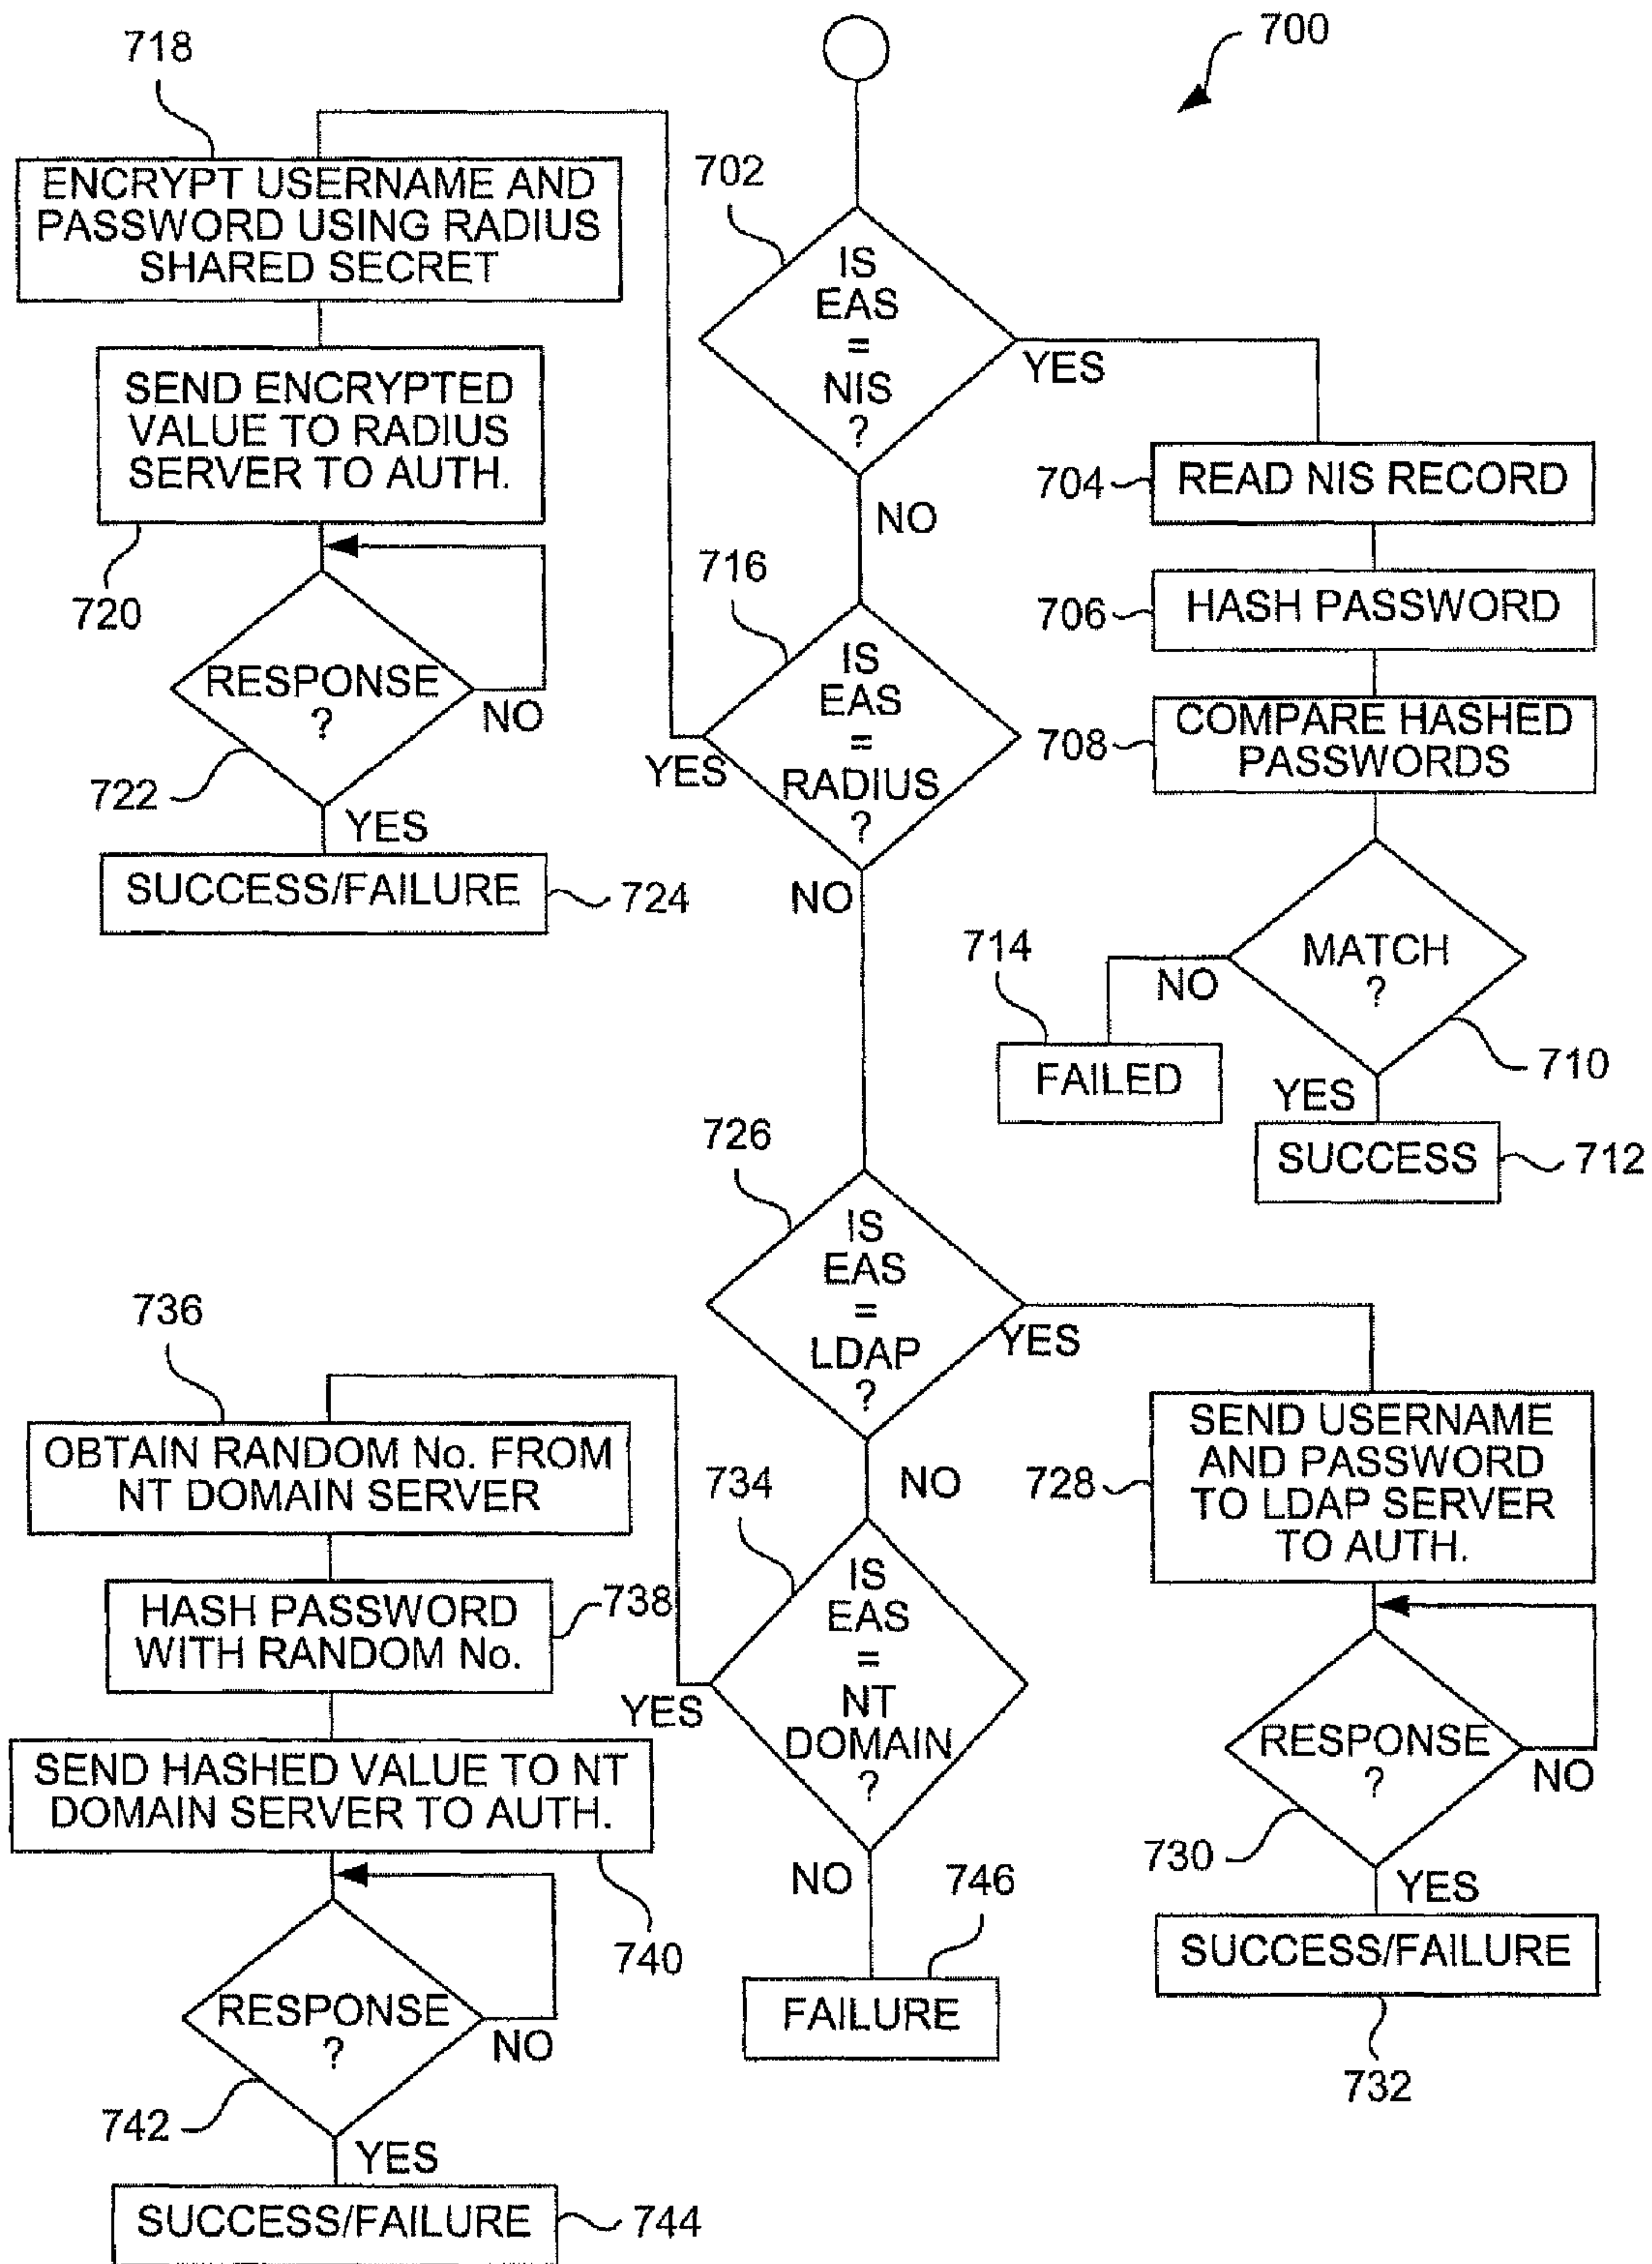 700
718
ENCRYPT USERNAME AND
PASSWORD USING RADIUS
SHARED SECRET
SEND ENCRYPTED
VALUE TO RADIUS
SERVER TO AUTH.
720
RESPONSE
?
NO
722
YES
SUCCESS/FAILURE
724
702
IS
EAS
=
NIS
?
YES
NO
704
READ NIS RECORD
706
HASH PASSWORD
708
COMPARE HASHED
PASSWORDS
MATCH
?
710
NO
714
FAILED
YES
SUCCESS
712
716
IS
EAS
=
RADIUS
?
YES
NO
726
IS
EAS
=
LDAP
?
YES
NO
728
SEND USERNAME
AND PASSWORD
TO LDAP SERVER
TO AUTH.
RESPONSE
?
NO
730
YES
SUCCESS/FAILURE
732
734
IS
EAS
=
NT
DOMAIN
?
YES
NO
746
FAILURE
736
OBTAIN RANDOM No. FROM
NT DOMAIN SERVER
HASH PASSWORD
WITH RANDOM No.
738
SEND HASHED VALUE TO NT
DOMAIN SERVER TO AUTH.
740
RESPONSE
?
NO
742
YES
SUCCESS/FAILURE
744